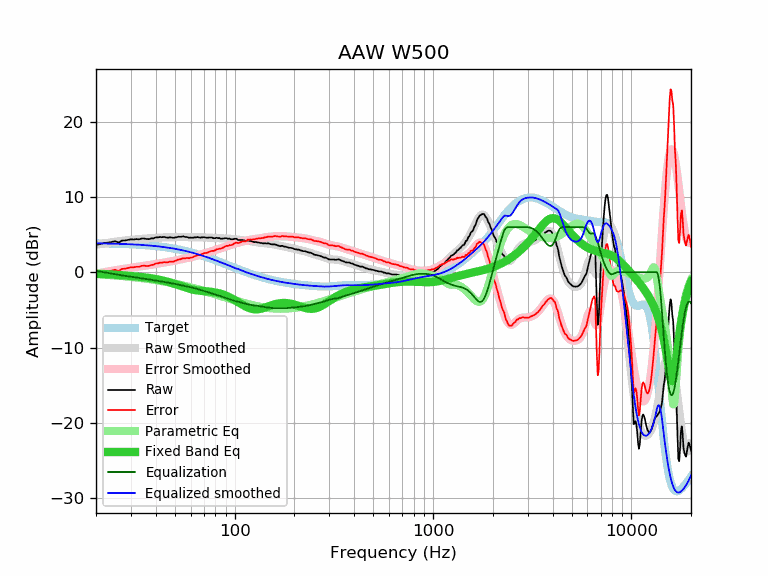 AAW W500
Amplitude (dBr)
20
10
0
−10
−20
−30
Target
Raw Smoothed
Error Smoothed
Raw
Error
Parametric Eq
Fixed Band Eq
Equalization
Equalized smoothed
100
1000
10000
Frequency (Hz)